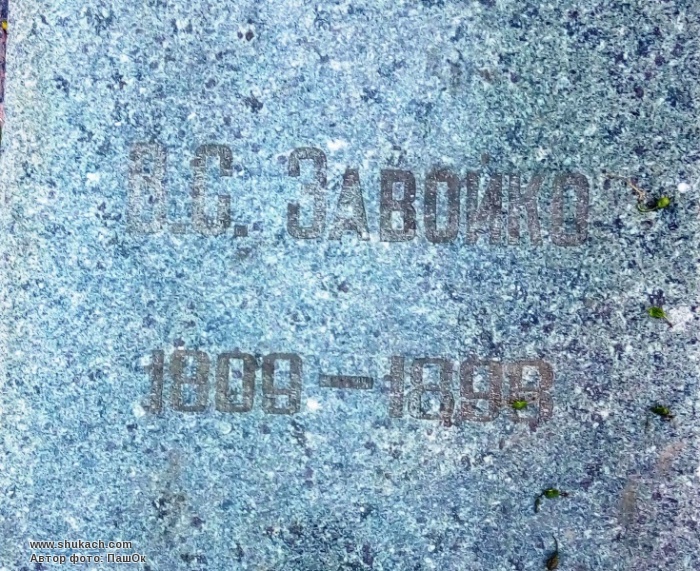 В.С. Завойко
1809 – 1898
www.shukach.com
Автор фото: ПашОк